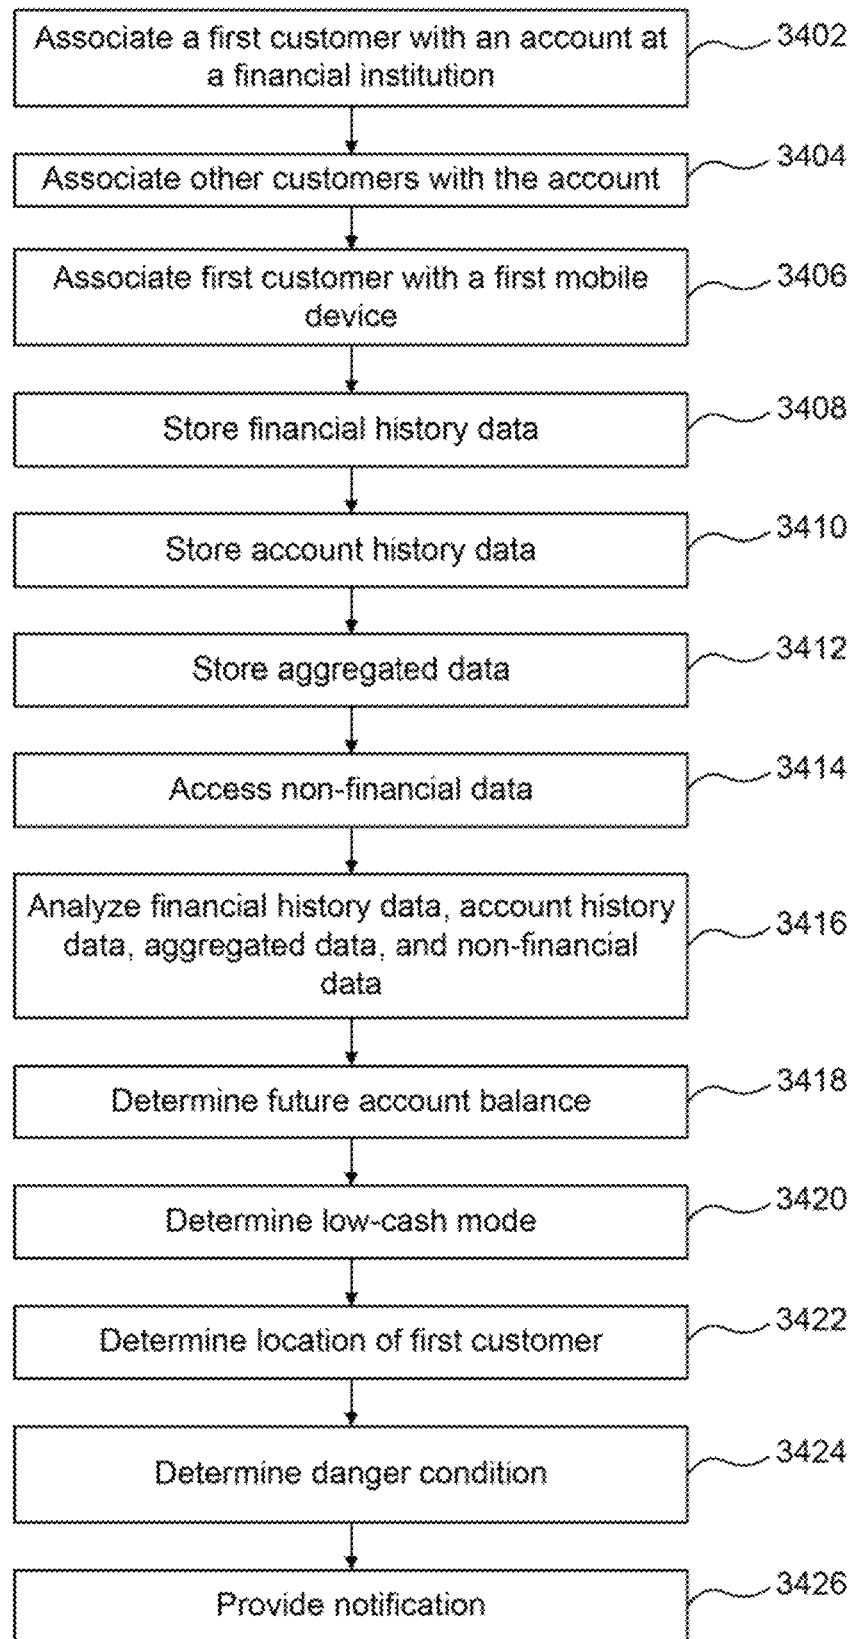 Associate a first customer with an account at
a financial institution
3402
Associate other customers with the account
3404
Associate first customer with a first mobile
device
3406
Store financial history data
3408
Store account history data
3410
Store aggregated data
3412
Access non-financial data
3414
Analyze financial history data, account history
data, aggregated data, and non-financial
data
3416
Determine future account balance
3418
Determine low-cash mode
3420
Determine location of first customer
3422
Determine danger condition
3424
Provide notification
3426